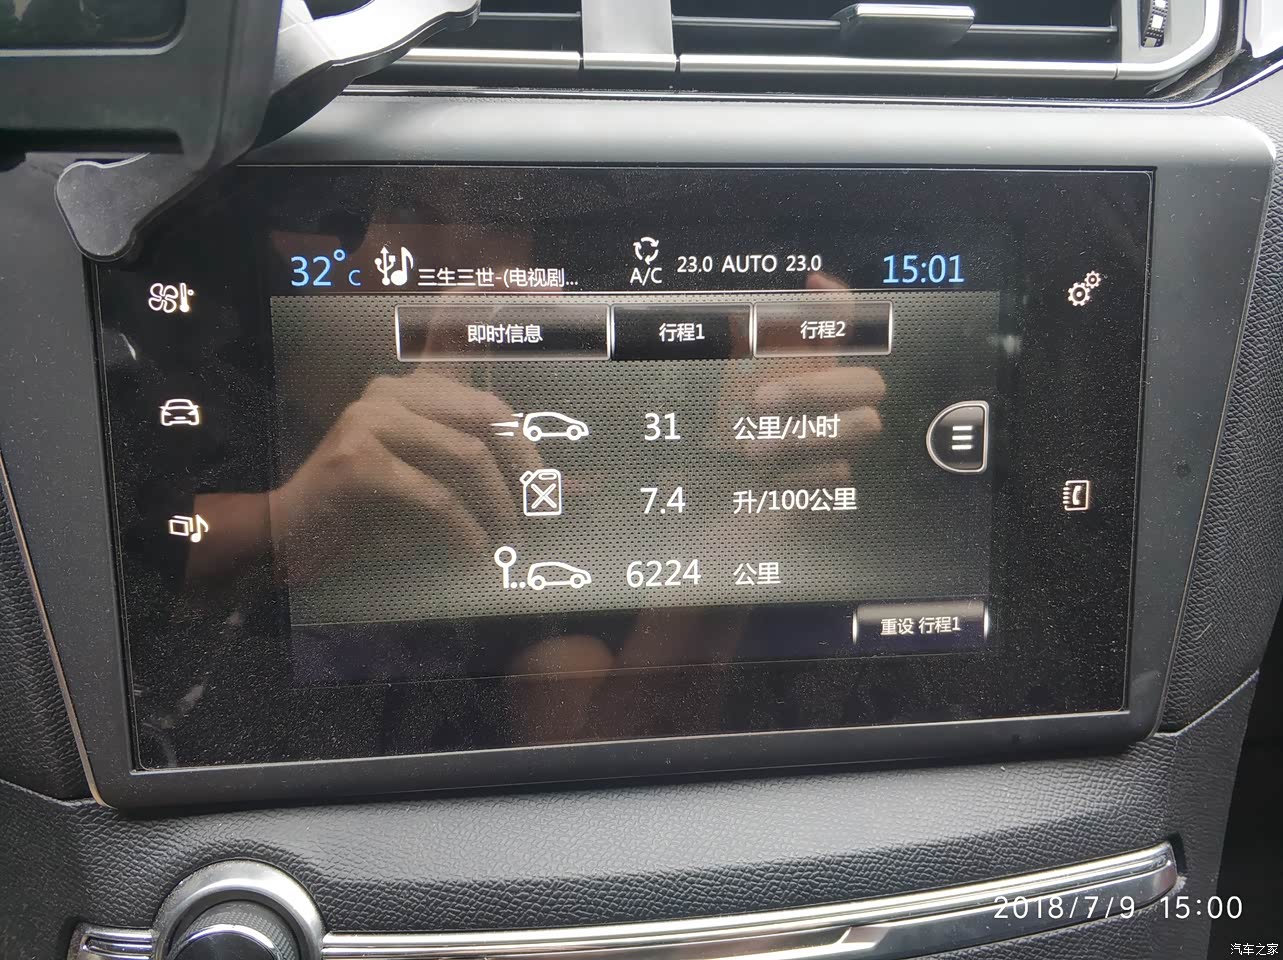 32°C 三生三世-(电视剧... A/C 23.0 AUTO 23.0 15:01
即时信息 行程1 行程2
31 公里/小时
7.4 升/100公里
6224 公里
重设 行程1
2018/7/9 15:00
汽车之家